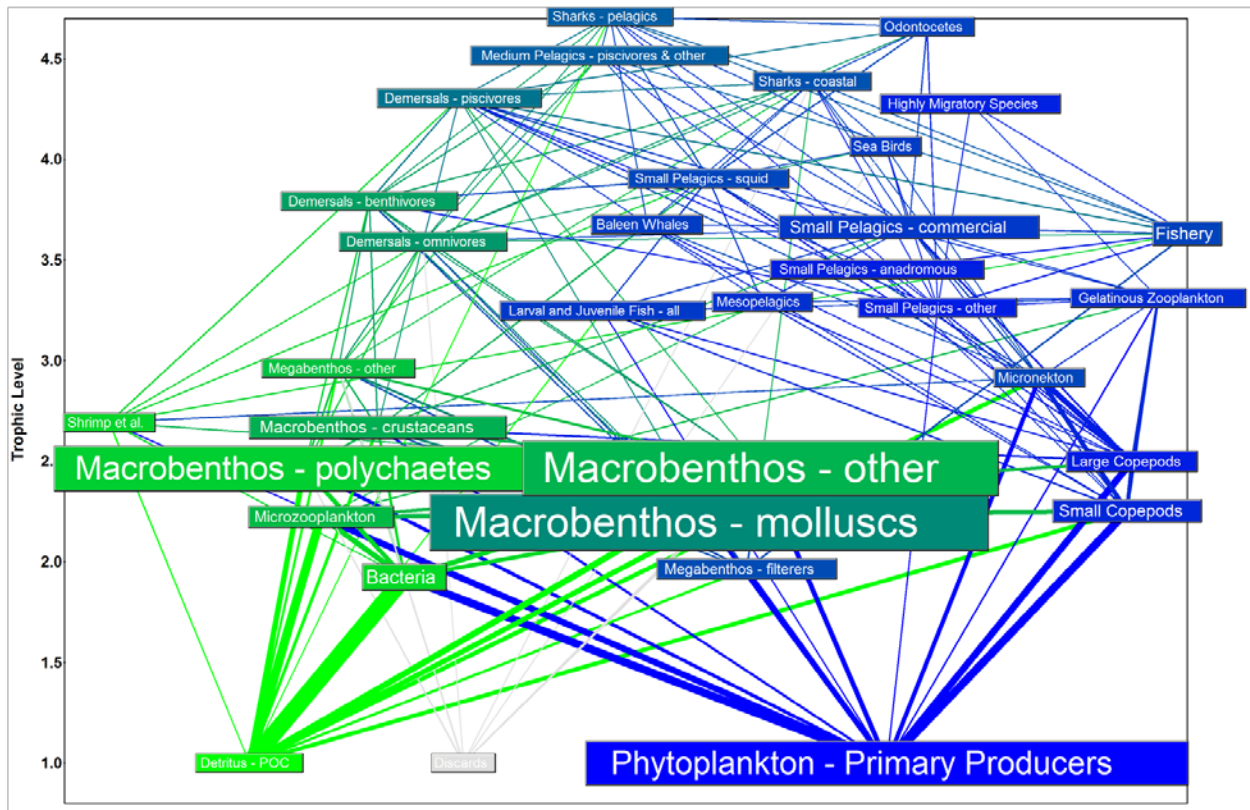 Sharks - pelagics
Odontocetes
4.5
Medium Pelagics - piscivores & other
Sharks - coastal
Demersals - piscivores
Highly Migratory Species
Sea Birds
4.0
Small Pelagics - squid
Demersals - benthivores
Baleen Whales
Small Pelagics - commercial
Fishery
Demersals - omnivores
3.5
Small Pelagics - anadromous
Mesopelagics
Gelatinous Zooplankton
Larval and Juvenile Fish - all
Small Pelagics - other
3.0
Megabenthos - other
Micronekton
Shrimp et al.
Macrobenthos - crustaceans
Trophic Level
2.
Macrobenthos - polychaetes
Macrobenthos - other
Large Copepods
Microzooplankton
Macrobenthos - molluscs
Small Copepods
2.0
Bacteria
Megabenthos - filterers
1.5
1.0
Detritus - POC
Discards
Phytoplankton - Primary Producers